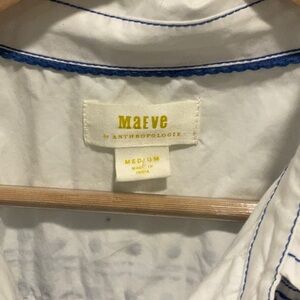 MAEVE
by ANTHROPOLOGIE
MEDIUM
MADE IN
INDIA